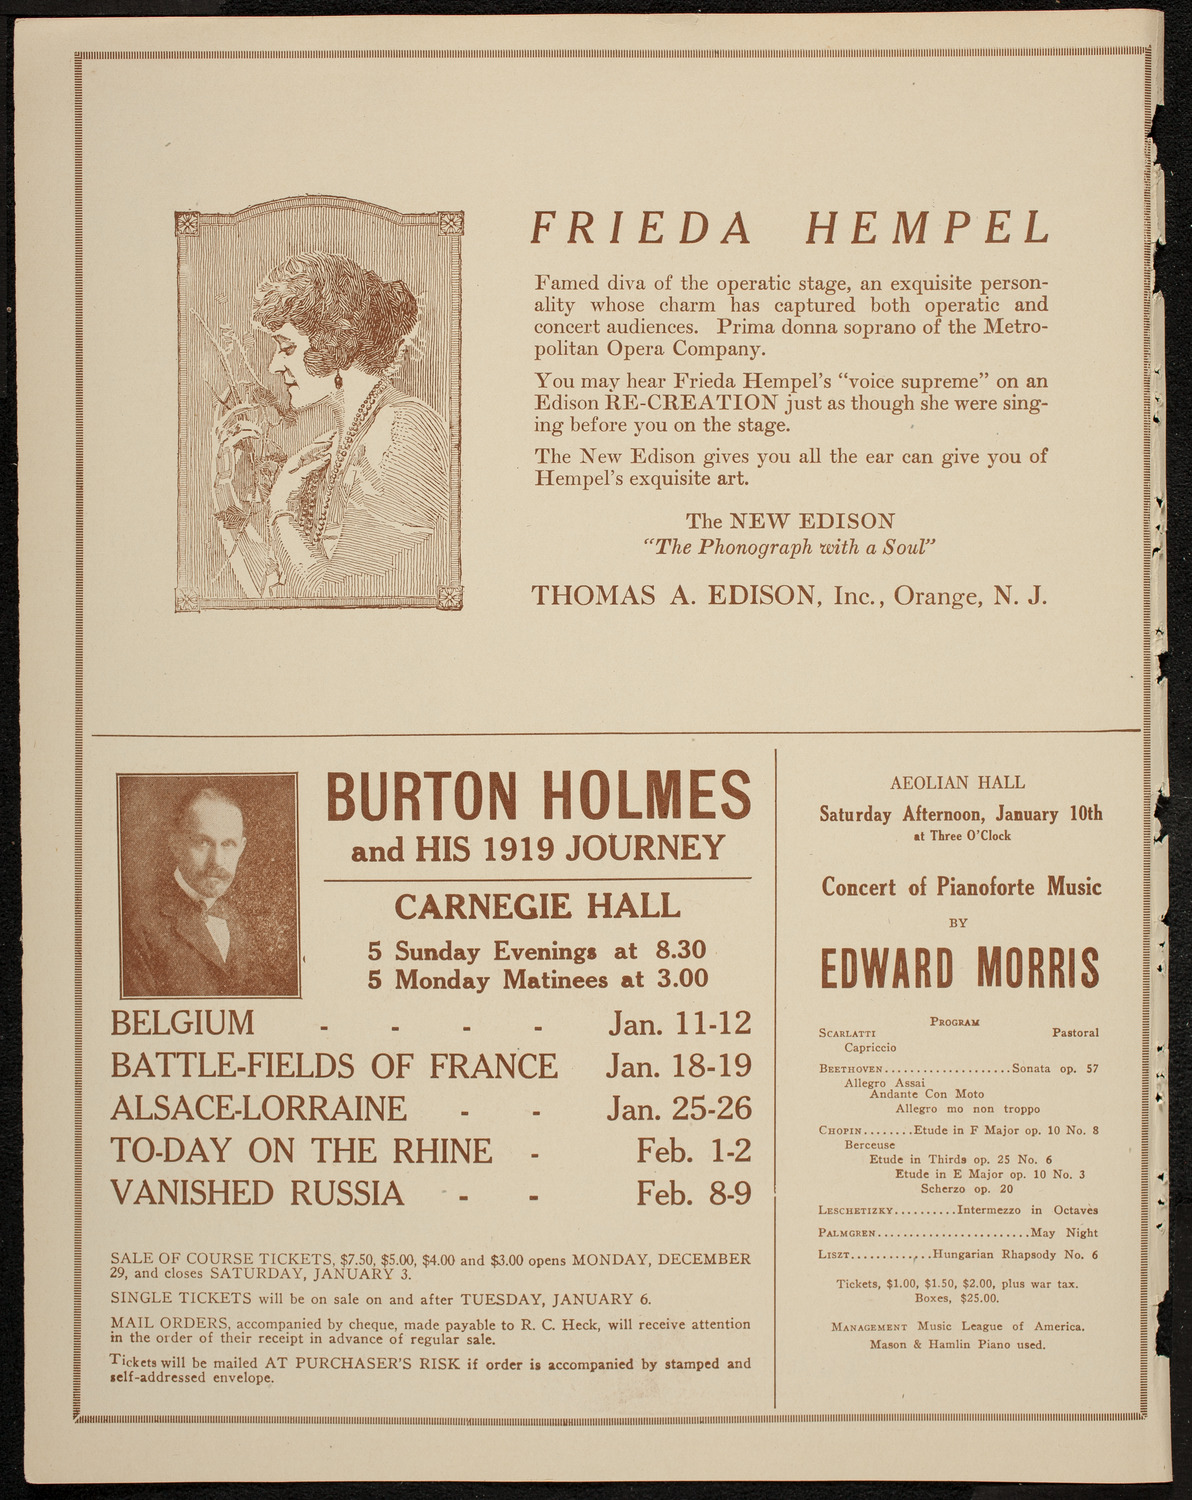 FRIEDA HEMPEL
Famed diva of the operatic stage, an exquisite person-
ality whose charm has captured both operatic and
concert audiences. Prima donna soprano of the Metro-
politan Opera Company.
You may hear Frieda Hempel's "voice supreme" on an
Edison RE-CREATION just as though she were sing-
ing before you on the stage.
The New Edison gives you all the ear can give you of
Hempel's exquisite art.
The NEW EDISON
"The Phonograph with a Soul"
THOMAS A. EDISON, Inc., Orange, N. J.
BURTON HOLMES
and HIS 1919 JOURNEY
CARNEGIE HALL
5 Sunday Evenings at 8.30
5 Monday Matinees at 3.00
BELGIUM - - - - Jan. 11-12
BATTLE-FIELDS OF FRANCE Jan. 18-19
ALSACE-LORRAINE - - Jan. 25-26
TO-DAY ON THE RHINE - Feb. 1-2
VANISHED RUSSIA - - Feb. 8-9
SALE OF COURSE TICKETS, $7.50, $5.00, $4.00 and $3.00 opens MONDAY, DECEMBER
29, and closes SATURDAY, JANUARY 3.
SINGLE TICKETS will be on sale on and after TUESDAY, JANUARY 6.
MAIL ORDERS, accompanied by cheque, made payable to R. C. Heck, will receive attention
in the order of their receipt in advance of regular sale.
Tickets will be mailed AT PURCHASER'S RISK if order is accompanied by stamped and
self-addressed envelope.
AEOLIAN HALL
Saturday Afternoon, January 10th
at Three O'Clock
Concert of Pianoforte Music
BY
EDWARD MORRIS
PROGRAM
SCARLATTI Pastoral
Capriccio
BEETHOVEN....................Sonata op. 57
Allegro Assai
Andante Con Moto
Allegro mo non troppo
CHOPIN........Etude in F Major op. 10 No. 8
Berceuse
Etude in Thirds op. 25 No. 6
Etude in E Major op. 10 No. 3
Scherzo op. 20
LESCHETIZKY..........Intermezzo in Octaves
PALMGREN........................May Night
LISZT.............Hungarian Rhapsody No. 6
Tickets, $1.00, $1.50, $2.00, plus war tax.
Boxes, $25.00.
MANAGEMENT Music League of America.
Mason & Hamlin Piano used.